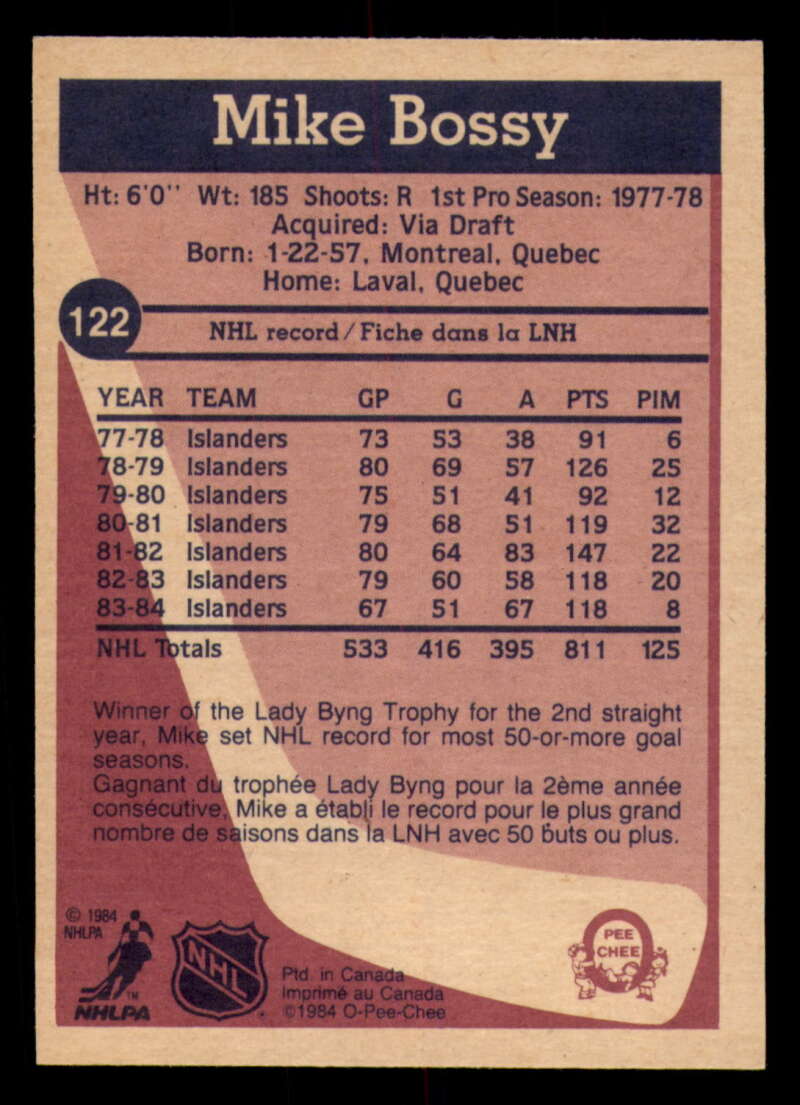 Mike Bossy
Ht: 6'0'' Wt: 185 Shoots: R 1st Pro Season: 1977-78
Acquired: Via Draft
Born: 1-22-57, Montreal, Quebec
Home: Laval, Quebec
122
NHL record/Fiche dans la LNH
YEAR TEAM GP G A PTS PIM
77-78 Islanders 73 53 38 91 6
78-79 Islanders 80 69 57 126 25
79-80 Islanders 75 51 41 92 12
80-81 Islanders 79 68 51 119 32
81-82 Islanders 80 64 83 147 22
82-83 Islanders 79 60 58 118 20
83-84 Islanders 67 51 67 118 8
NHL Totals 533 416 395 811 125
Winner of the Lady Byng Trophy for the 2nd straight
year, Mike set NHL record for most 50-or-more goal
seasons.
Gagnant du trophée Lady Byng pour la 2ème année
consécutive, Mike a établi le record pour le plus grand
nombre de saisons dans la LNH avec 50 buts ou plus.
© 1984
NHLPA
TM
NHLPA
NHL
Ptd. in Canada
Imprimé au Canada
©1984 O-Pee-Chee
PEE
CHEE